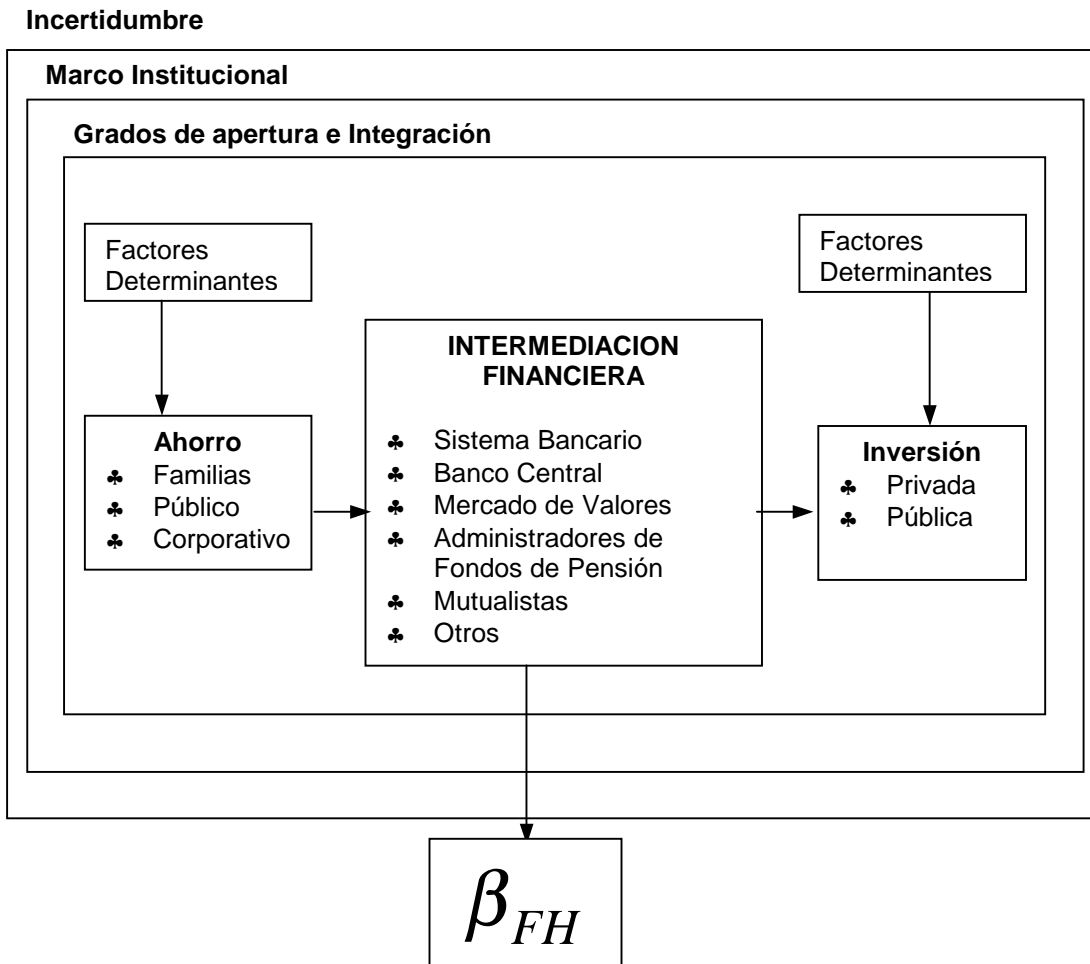 Incertidumbre
Marco Institucional
Grados de apertura e Integración
Factores
Determinantes
Factores
Determinantes
INTERMEDIACION
FINANCIERA
♣ Sistema Bancario
♣ Banco Central
♣ Mercado de Valores
♣ Administradores de
Fondos de Pensión
♣ Mutualistas
♣ Otros
Ahorro
♣ Familias
♣ Público
♣ Corporativo
Inversión
♣ Privada
♣ Pública
β_FH